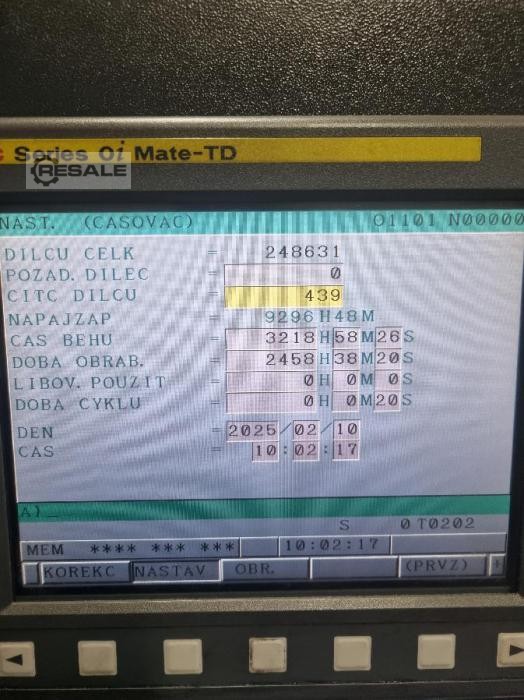 Series 0i Mate-TD
RESALE
NAST. (CASOVAC) O1101 N00000
DILCU CELK = 248631
POZAD. DILEC = 0
CITC DILCU = 439
NAPAJZAP = 9296H48M
CAS BEHU = 3218H58M26S
DOBA OBRAB. = 2458H38M20S
LIBOV. POUZIT = 0H 0M 0S
DOBA CYKLU = 0H 0M20S
DEN = 2025/02/10
CAS = 10:02:17
A)_
S 0 T0202
MEM **** *** *** 10:02:17
KOREKC NASTAV OBR. (PRVZ) +